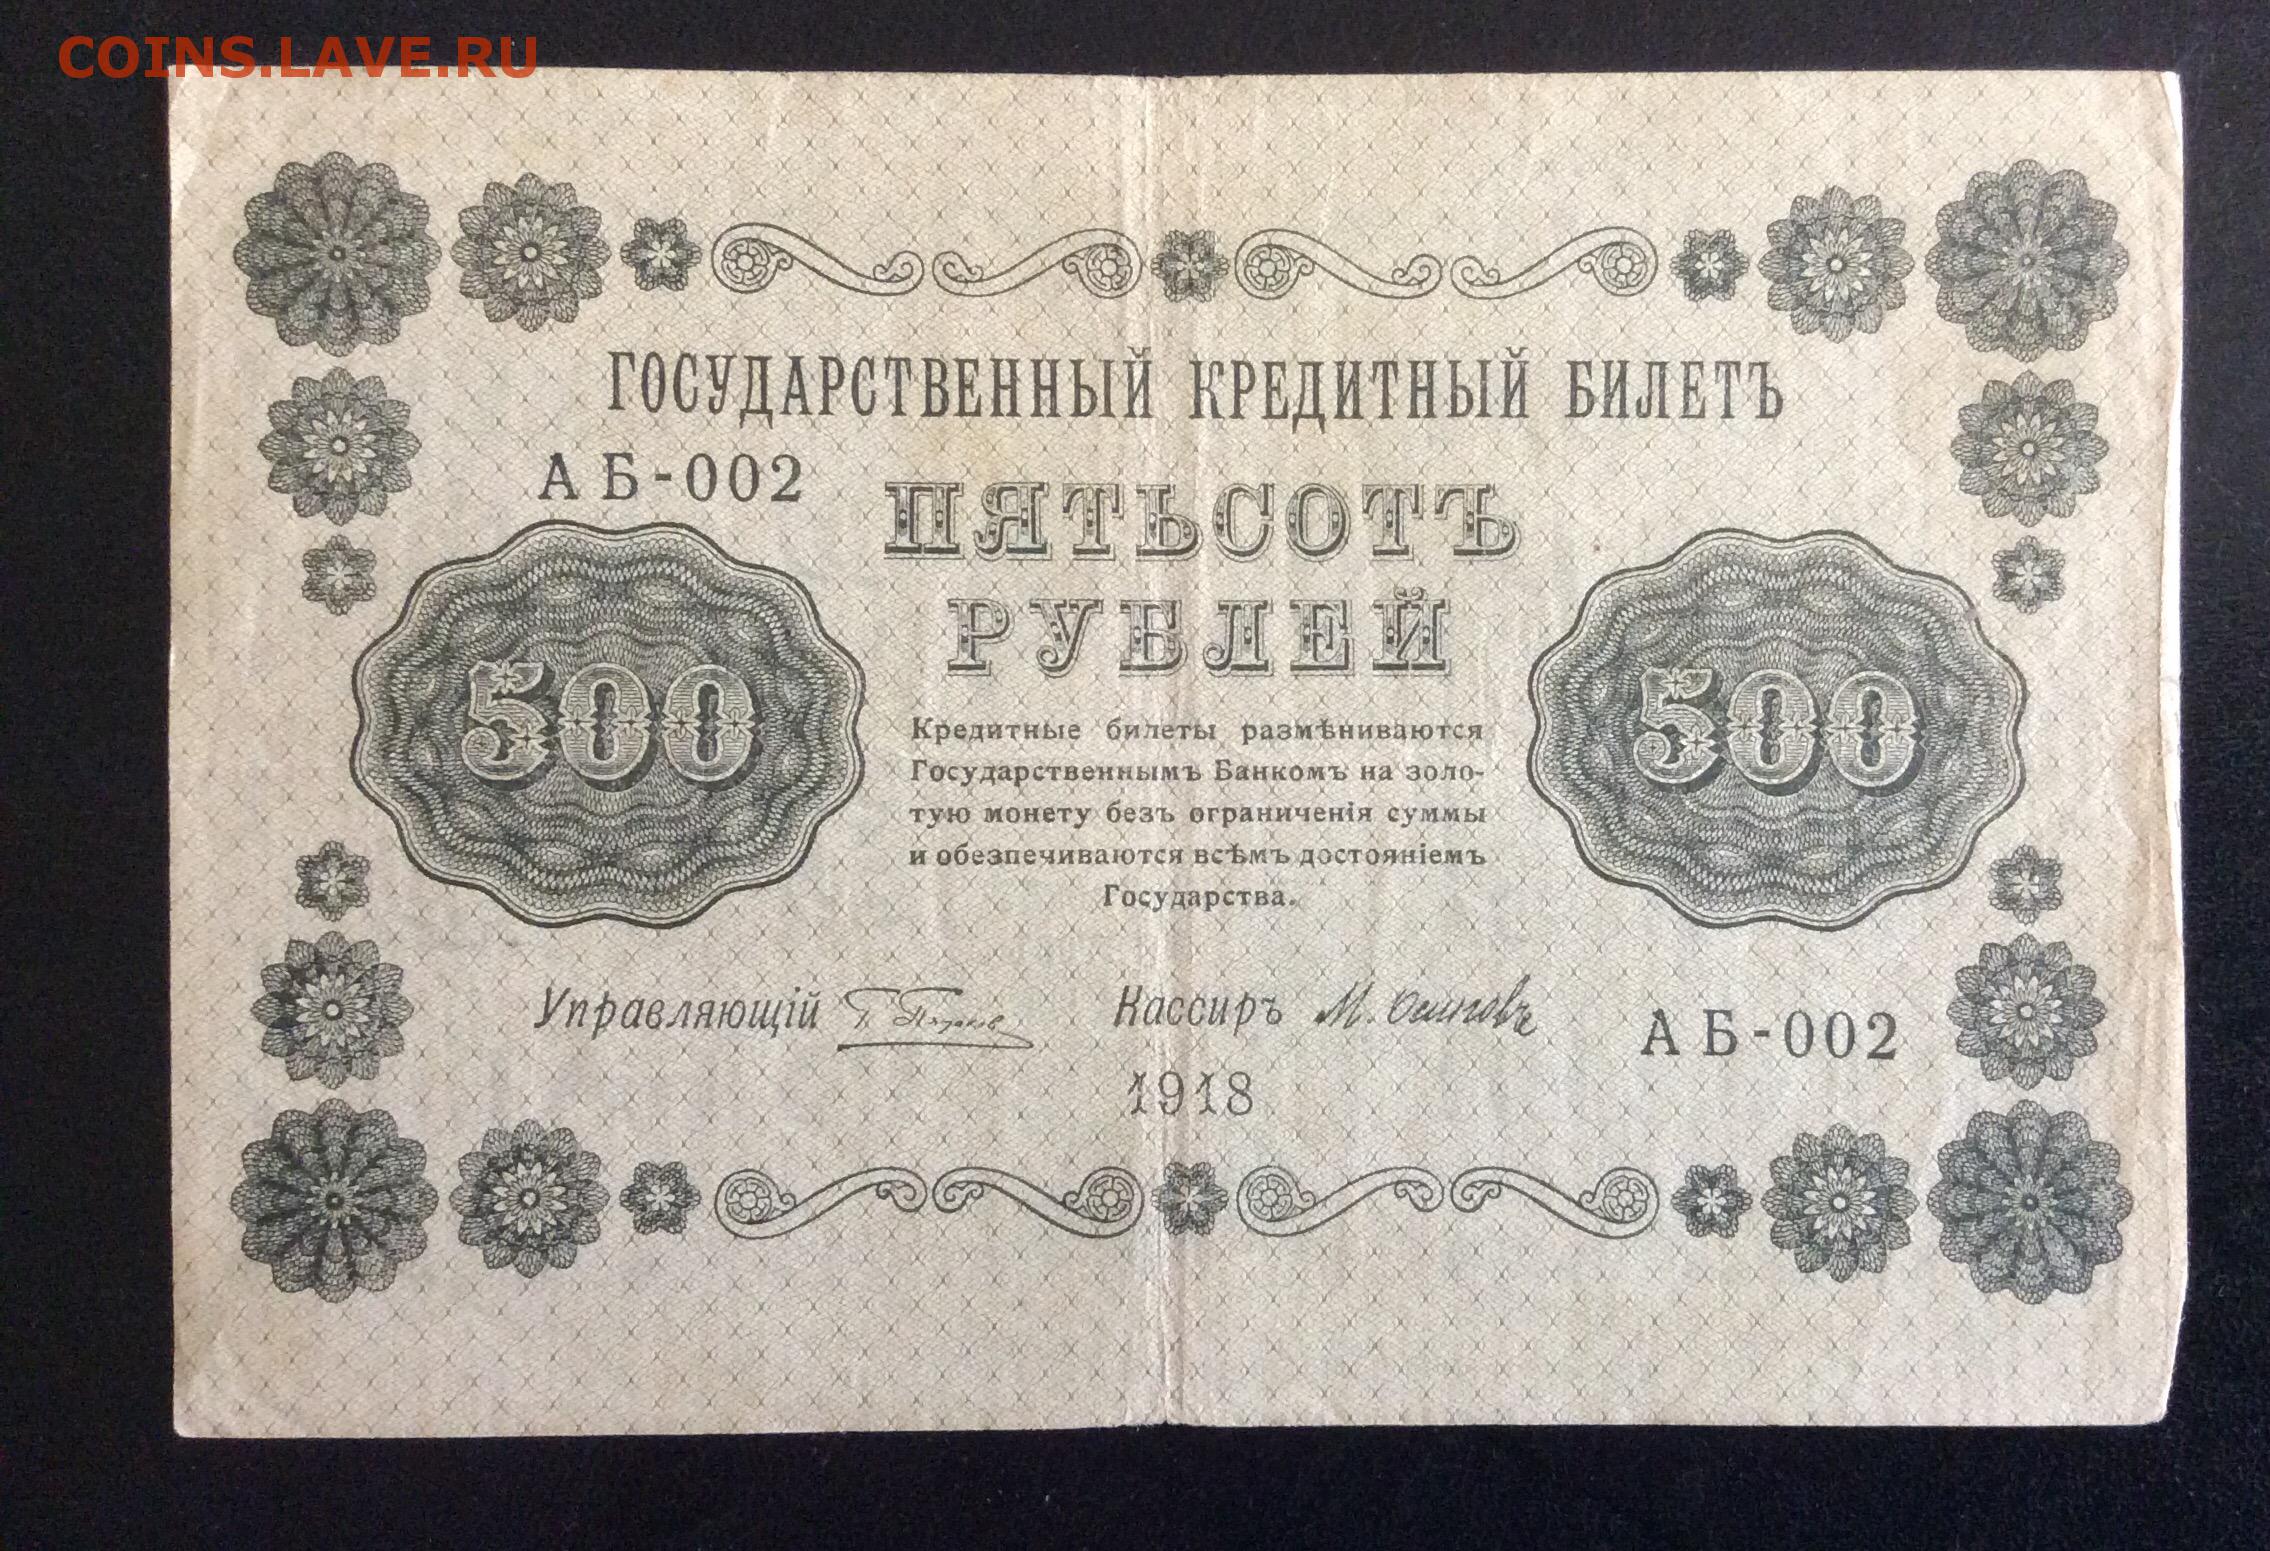 COINS.LAVE.RU
ГОСУДАРСТВЕННЫЙ КРЕДИТНЫЙ БИЛЕТЪ
АБ-002
ПЯТЬСОТЪ
РУБЛЕЙ
500
500
Кредитные билеты размѣниваются
Государственнымъ Банкомъ на золо-
тую монету безъ ограниченія суммы
и обезпечиваются всѣмъ достояніемъ
Государства.
Управляющій Кассиръ М. Осиповъ
АБ-002
1918